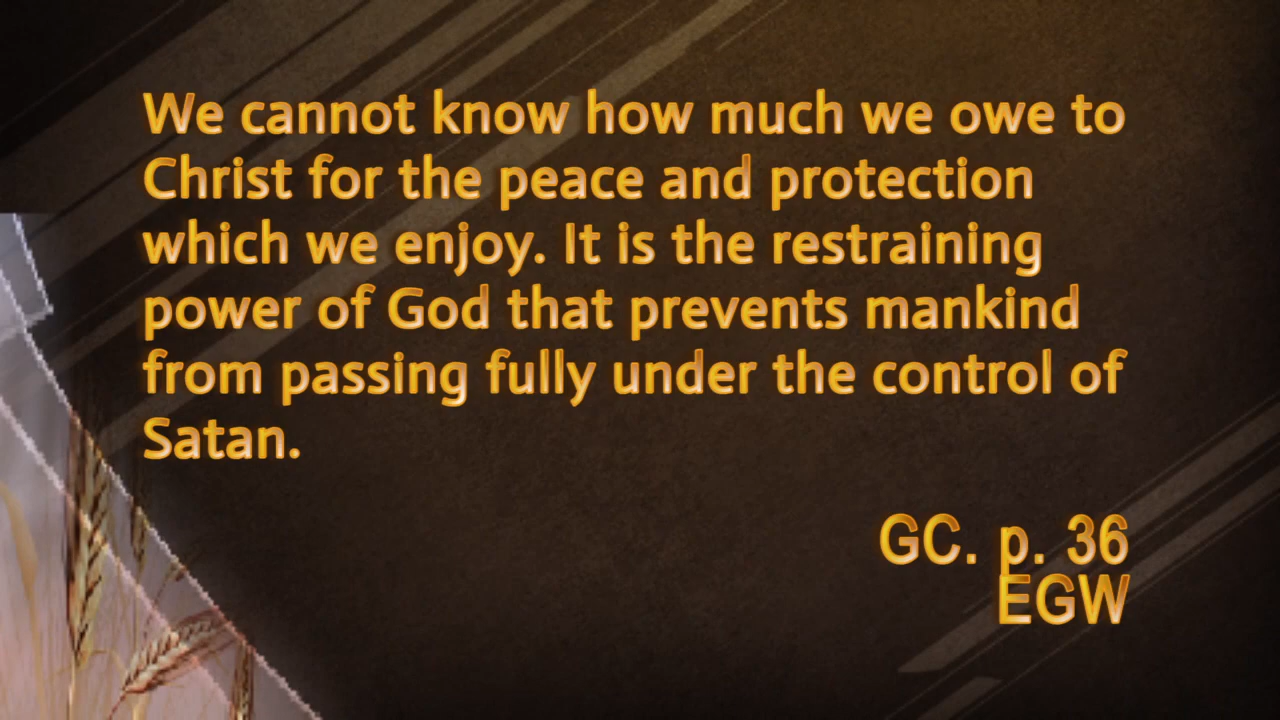 We cannot know how much we owe to
Christ for the peace and protection
which we enjoy. It is the restraining
power of God that prevents mankind
from passing fully under the control of
Satan.
GC. p. 36
EGW